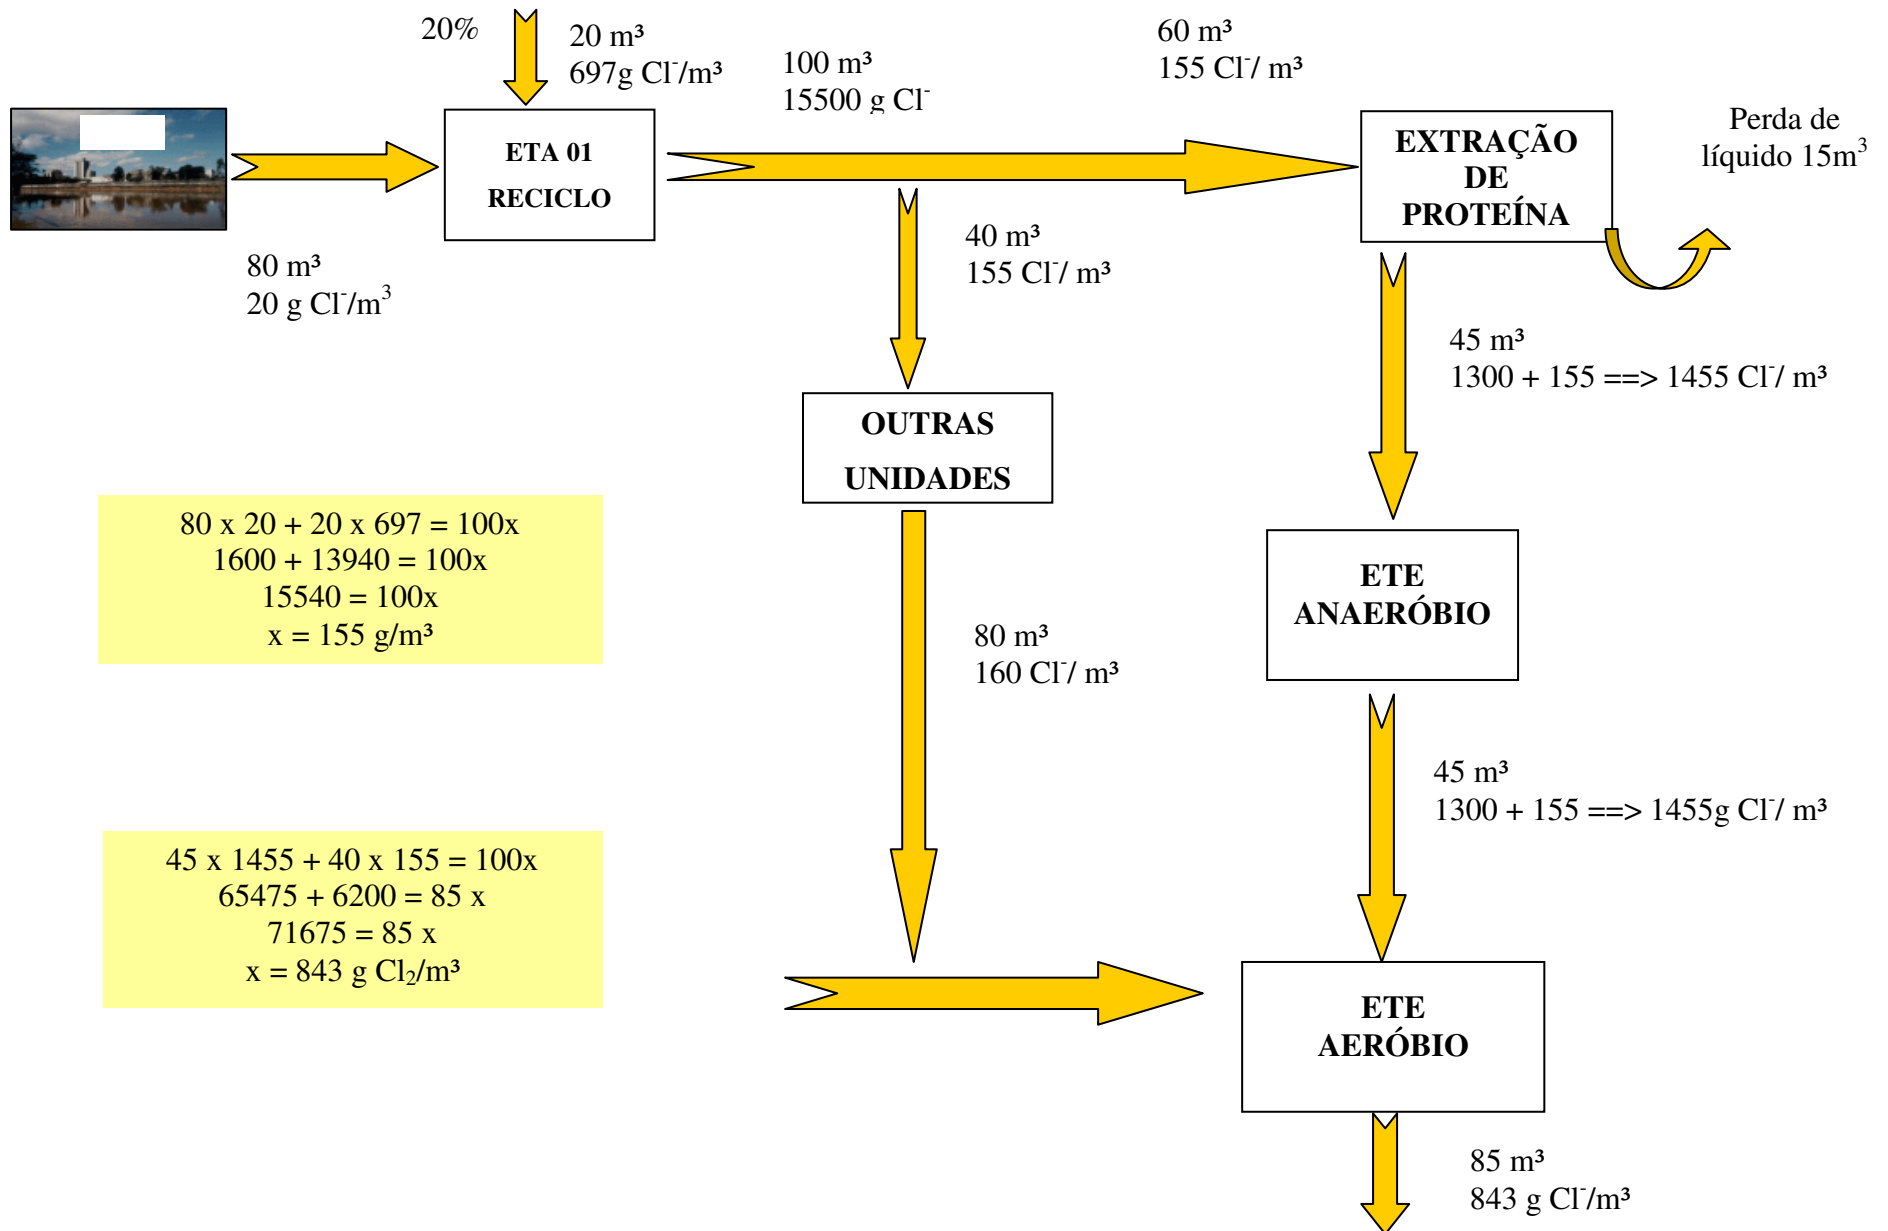 20%
20 m³
697g Cl⁻/m³
100 m³
15500 g Cl⁻
60 m³
155 Cl⁻/ m³
ETA 01
RECICLO
EXTRAÇÃO
DE
PROTEÍNA
Perda de
líquido 15m³
80 m³
20 g Cl⁻/m³
40 m³
155 Cl⁻/ m³
45 m³
1300 + 155 ==> 1455 Cl⁻/ m³
OUTRAS
UNIDADES
80 x 20 + 20 x 697 = 100x
1600 + 13940 = 100x
15540 = 100x
x = 155 g/m³
ETE
ANAERÓBIO
80 m³
160 Cl⁻/ m³
45 m³
1300 + 155 ==> 1455g Cl⁻/ m³
45 x 1455 + 40 x 155 = 100x
65475 + 6200 = 85 x
71675 = 85 x
x = 843 g Cl₂/m³
ETE
AERÓBIO
85 m³
843 g Cl⁻/m³